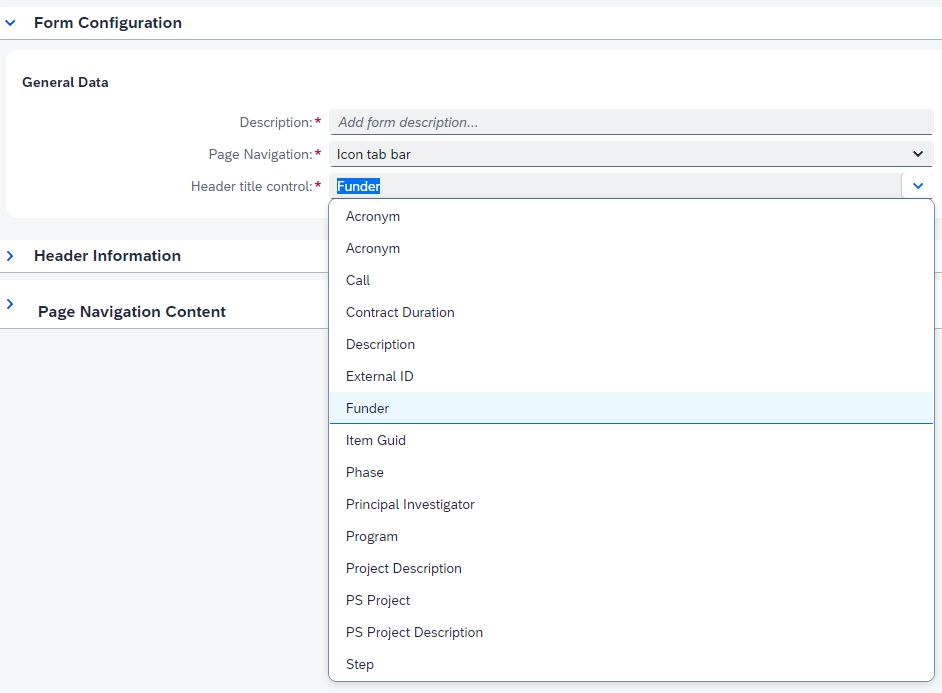 Form Configuration
General Data
Description:*
Add form description...
Page Navigation:*
Icon tab bar
Header title control:*
Funder
Acronym
Acronym
Call
Contract Duration
Description
External ID
Funder
Item Guid
Phase
Principal Investigator
Program
Project Description
PS Project
PS Project Description
Step
Header Information
Page Navigation Content